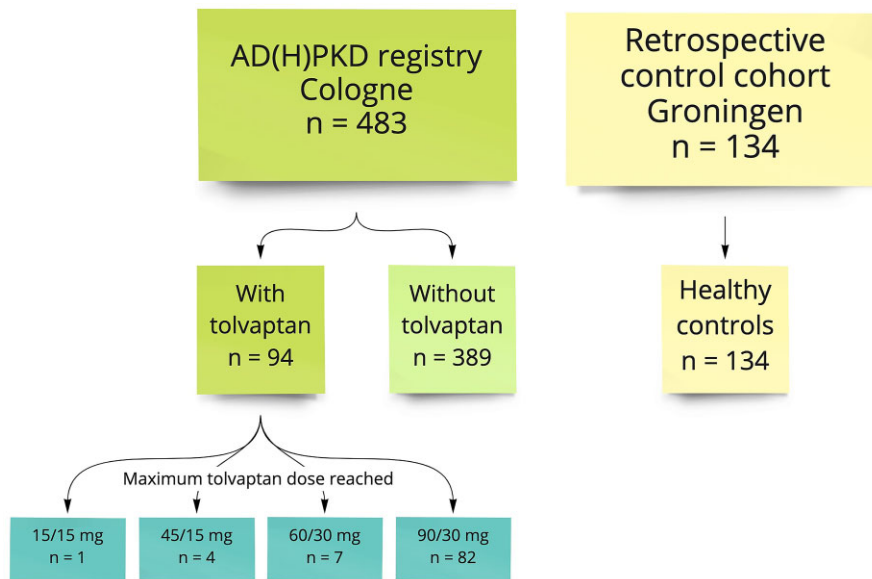 AD(H)PKD registry
Cologne
n = 483
Retrospective
control cohort
Groningen
n = 134
With
tolvaptan
n = 94
Without
tolvaptan
n = 389
Healthy
controls
n = 134
Maximum tolvaptan dose reached
15/15 mg
n = 1
45/15 mg
n = 4
60/30 mg
n = 7
90/30 mg
n = 82